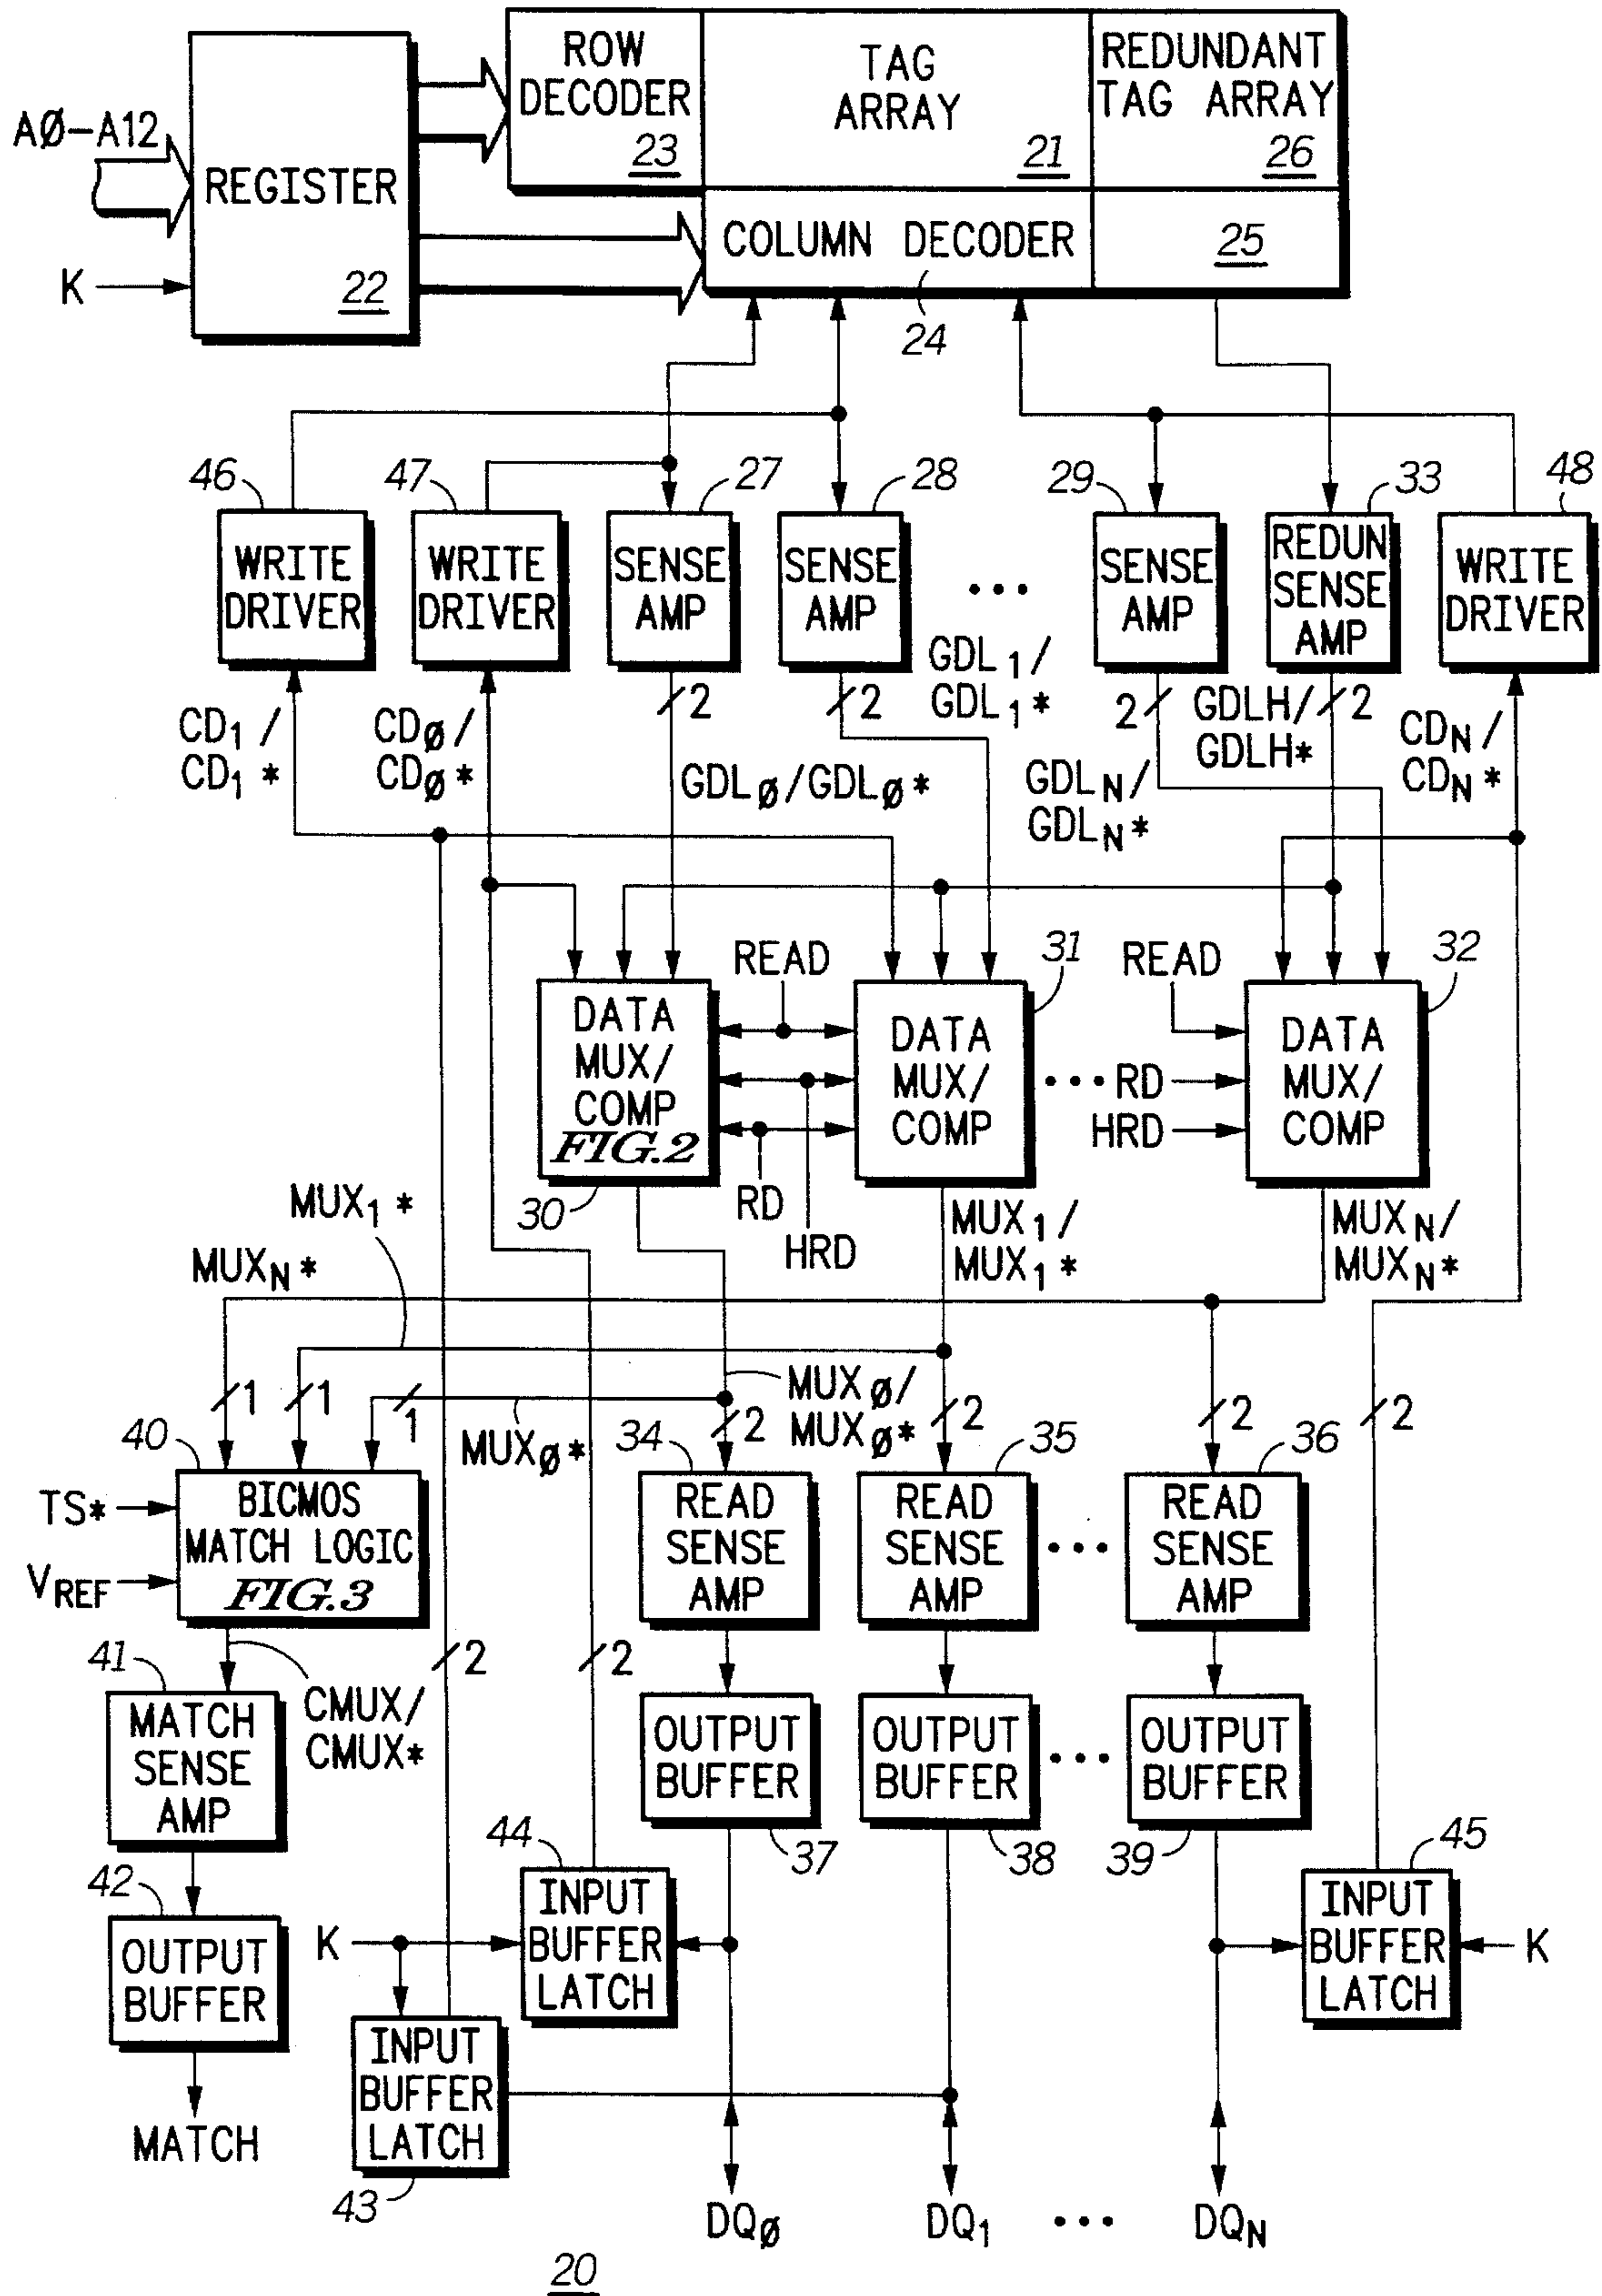 AØ–A12
K
REGISTER
22
ROW
DECODER
23
TAG
ARRAY
21
REDUNDANT
TAG ARRAY
26
COLUMN DECODER
24
25
46
WRITE
DRIVER
47
WRITE
DRIVER
27
SENSE
AMP
28
SENSE
AMP
•••
29
SENSE
AMP
33
REDUN
SENSE
AMP
48
WRITE
DRIVER
CD1/
CD1*
CDØ/
CDØ*
2
GDLØ/GDLØ*
2
GDL1/
GDL1*
2
GDLN/
GDLN*
GDLH/
GDLH*
2
CDN/
CDN*
DATA
MUX/
COMP
FIG.2
30
READ
RD
HRD
31
DATA
MUX/
COMP
•••
READ
RD
HRD
32
DATA
MUX/
COMP
MUX1*
MUXN*
MUX1/
MUX1*
MUXN/
MUXN*
1
1
1
MUXØ*
MUXØ/
MUXØ*
2
2
2
2
40
TS*
VREF
BICMOS
MATCH LOGIC
FIG.3
34
READ
SENSE
AMP
35
READ
SENSE
AMP
•••
36
READ
SENSE
AMP
41
MATCH
SENSE
AMP
CMUX/
CMUX*
2
2
OUTPUT
BUFFER
37
OUTPUT
BUFFER
38
•••
OUTPUT
BUFFER
39
42
OUTPUT
BUFFER
MATCH
K
44
INPUT
BUFFER
LATCH
45
INPUT
BUFFER
LATCH
K
INPUT
BUFFER
LATCH
43
DQØ
DQ1
•••
DQN
20